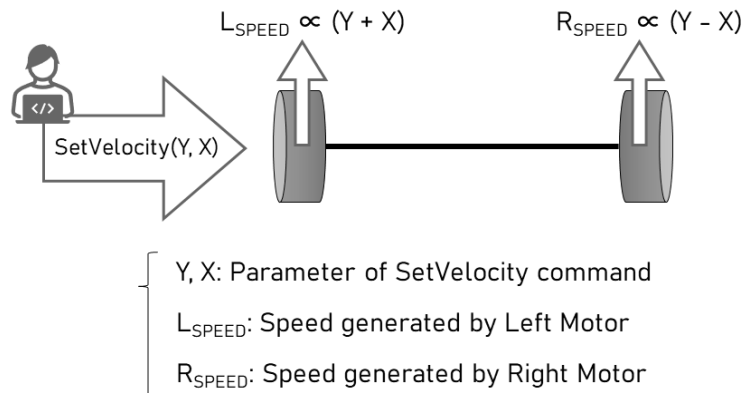 L_SPEED ∝ (Y + X)
R_SPEED ∝ (Y - X)
</>
SetVelocity(Y, X)
Y, X: Parameter of SetVelocity command
L_SPEED: Speed generated by Left Motor
R_SPEED: Speed generated by Right Motor